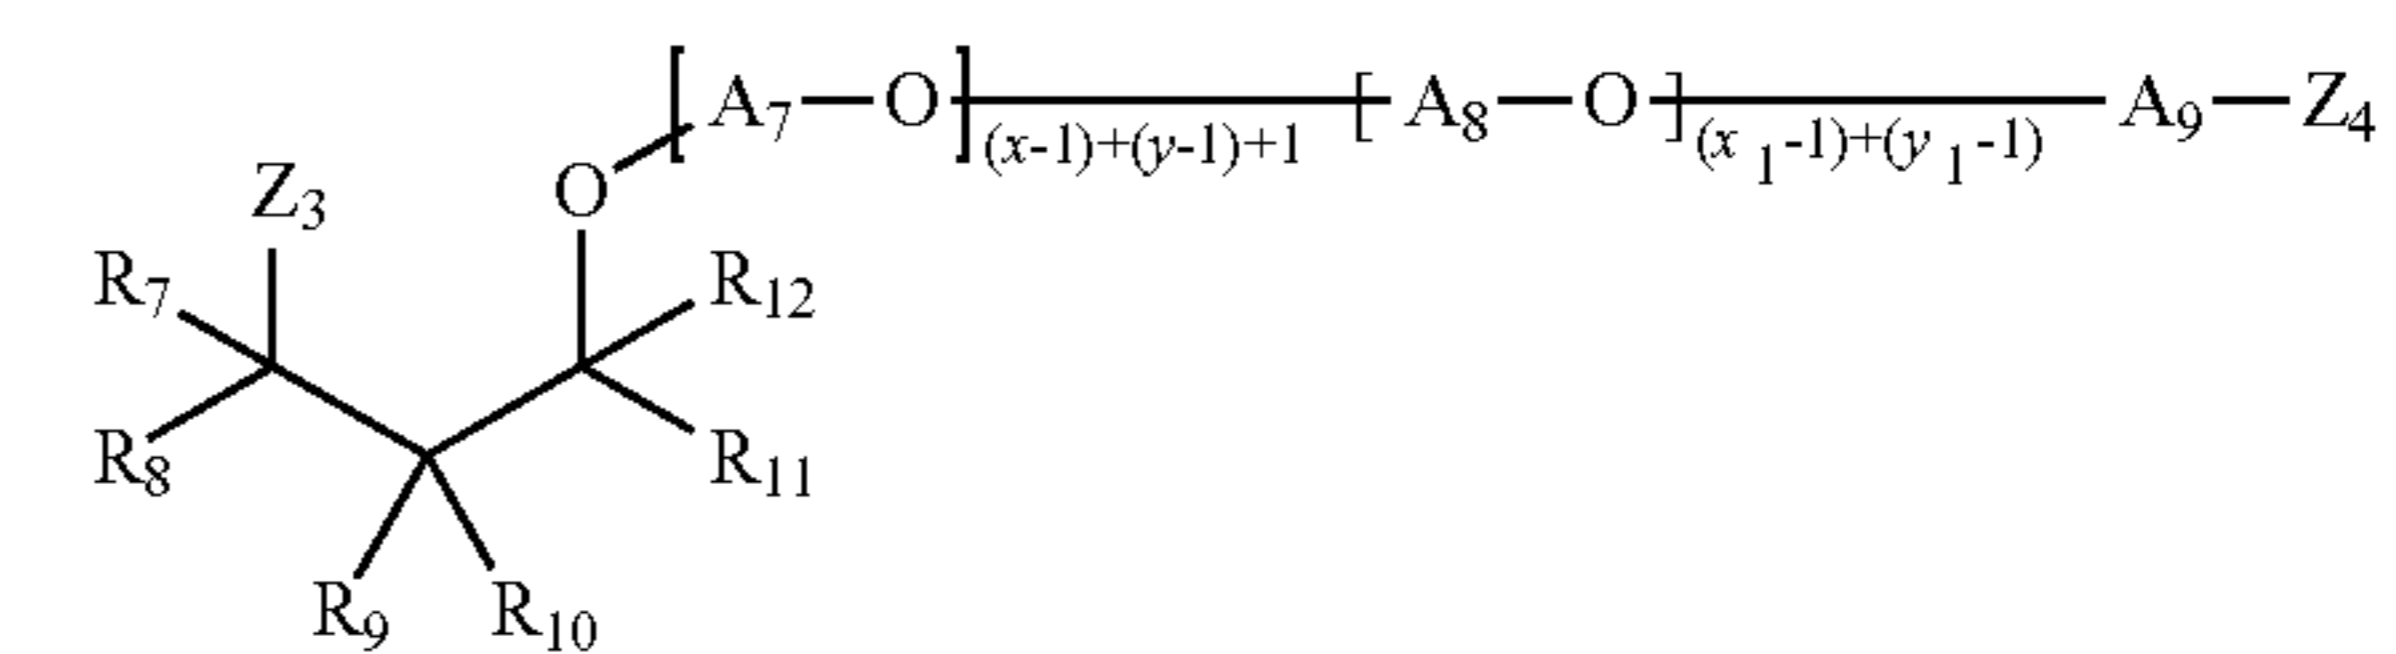 [A7—O](x-1)+(y-1)+1[A8—O](x1-1)+(y1-1)A9—Z4
Z3 O
R7 R12
R8 R11
R9 R10